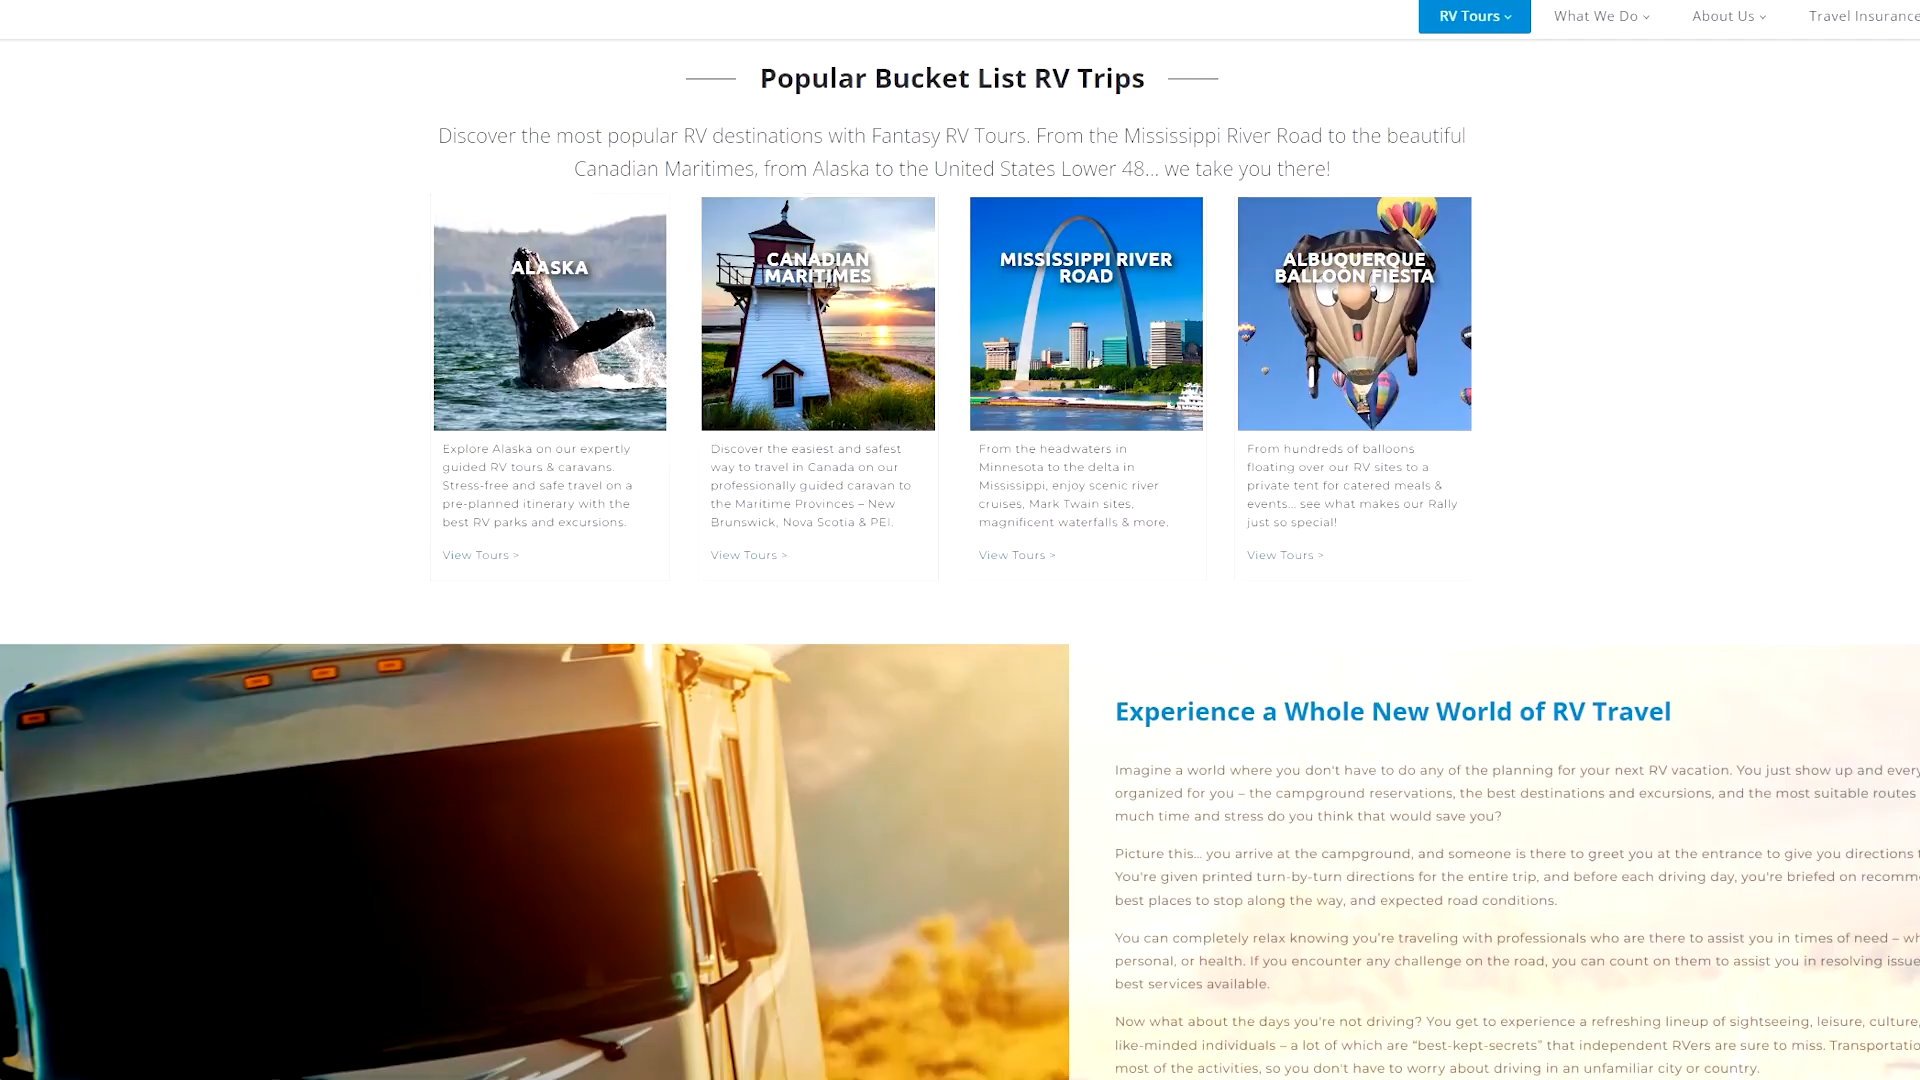 RV Tours
What We Do
About Us
Travel Insurance
Popular Bucket List RV Trips
Discover the most popular RV destinations with Fantasy RV Tours. From the Mississippi River Road to the beautiful
Canadian Maritimes, from Alaska to the United States Lower 48... we take you there!
ALASKA
Explore Alaska on our expertly
guided RV tours & caravans.
Stress-free and safe travel on a
pre-planned itinerary with the
best RV parks and excursions.
View Tours >
CANADIAN
MARITIMES
Discover the easiest and safest
way to travel in Canada on our
professionally guided caravan to
the Maritime Provinces – New
Brunswick, Nova Scotia & PEI.
View Tours >
MISSISSIPPI RIVER
ROAD
From the headwaters in
Minnesota to the delta in
Mississippi, enjoy scenic river
cruises, Mark Twain sites,
magnificent waterfalls & more.
View Tours >
ALBUQUERQUE
BALLOON FIESTA
From hundreds of balloons
floating over our RV sites to a
private tent for catered meals &
events... see what makes our Rally
just so special!
View Tours >
Experience a Whole New World of RV Travel
Imagine a world where you don't have to do any of the planning for your next RV vacation. You just show up and every
organized for you – the campground reservations, the best destinations and excursions, and the most suitable routes
much time and stress do you think that would save you?
Picture this... you arrive at the campground, and someone is there to greet you at the entrance to give you directions
You're given printed turn-by-turn directions for the entire trip, and before each driving day, you're briefed on recomm
best places to stop along the way, and expected road conditions.
You can completely relax knowing you're traveling with professionals who are there to assist you in times of need – wh
personal, or health. If you encounter any challenge on the road, you can count on them to assist you in resolving issue
best services available.
Now what about the days you're not driving? You get to experience a refreshing lineup of sightseeing, leisure, culture,
like-minded individuals – a lot of which are “best-kept-secrets” that independent RVers are sure to miss. Transportatio
most of the activities, so you don't have to worry about driving in an unfamiliar city or country.